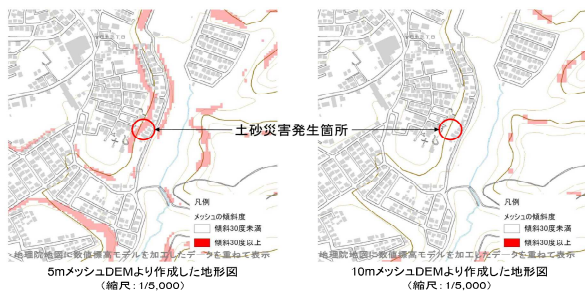 土砂災害発生箇所
凡例
メッシュの傾斜度
傾斜30度未満
傾斜30度以上
地理院地図に数値標高モデルを加工したデータを重ねて表示
5mメッシュDEMより作成した地形図
(縮尺:1/5,000)
凡例
メッシュの傾斜度
傾斜30度未満
傾斜30度以上
地理院地図に数値標高モデルを加工したデータを重ねて表示
10mメッシュDEMより作成した地形図
(縮尺:1/5,000)